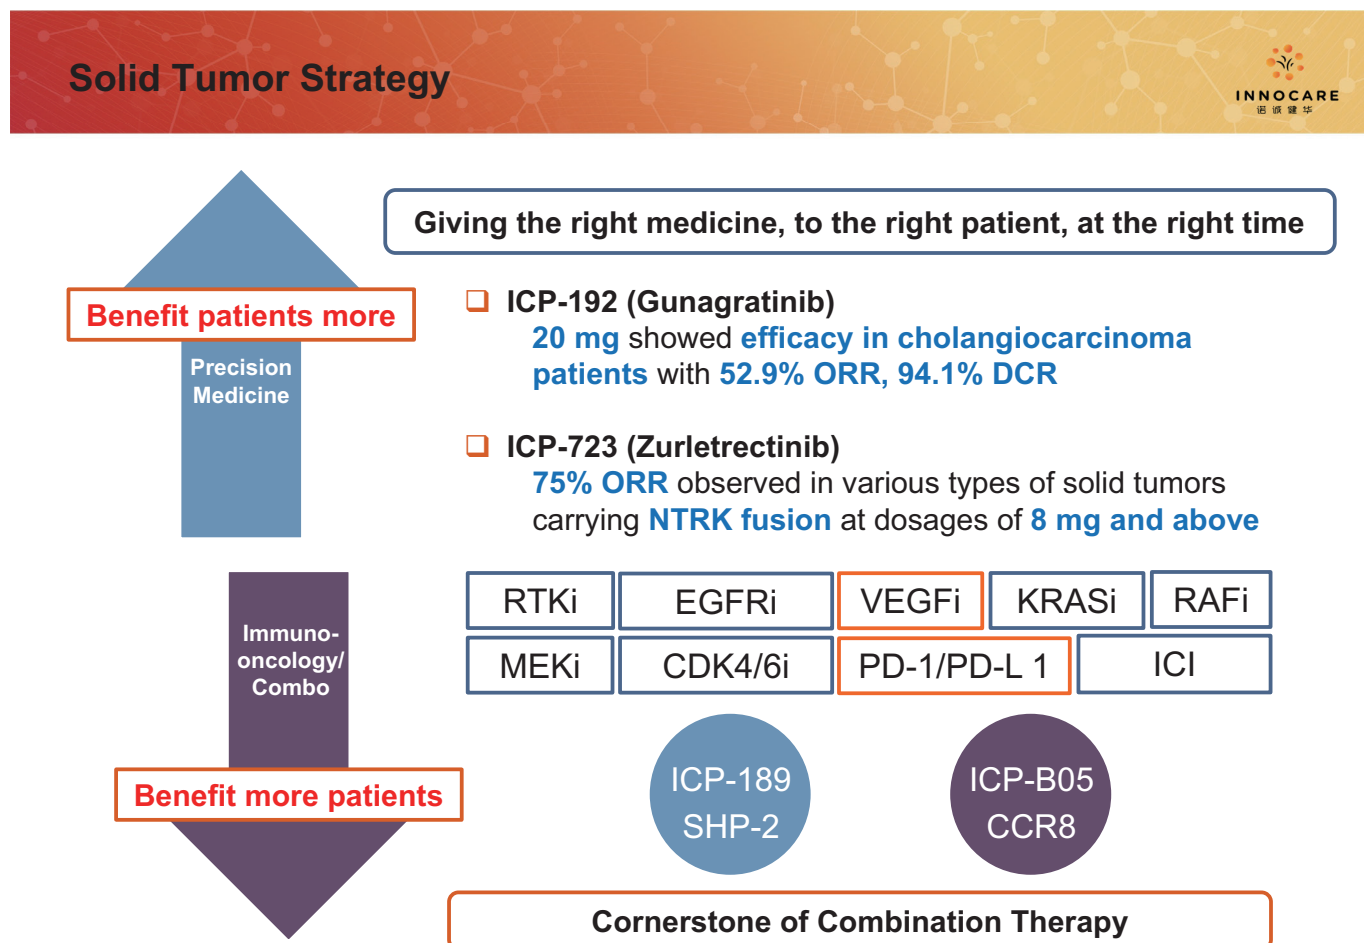 Solid Tumor Strategy
INNOCARE
诺诚健华
Giving the right medicine, to the right patient, at the right time
Benefit patients more
Precision
Medicine
❑ ICP-192 (Gunagratinib)
20 mg showed efficacy in cholangiocarcinoma
patients with 52.9% ORR, 94.1% DCR
❑ ICP-723 (Zurletrectinib)
75% ORR observed in various types of solid tumors
carrying NTRK fusion at dosages of 8 mg and above
Immuno-
oncology/
Combo
Benefit more patients
RTKi EGFRi VEGFi KRASi RAFi
MEKi CDK4/6i PD-1/PD-L 1 ICI
ICP-189
SHP-2
ICP-B05
CCR8
Cornerstone of Combination Therapy